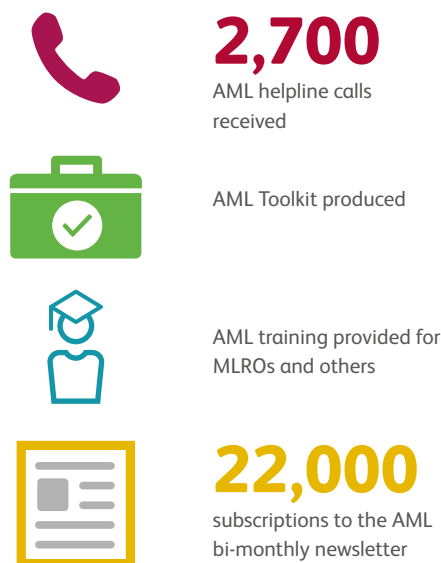 2,700
AML helpline calls
received
AML Toolkit produced
AML training provided for
MLROs and others
22,000
subscriptions to the AML
bi-monthly newsletter